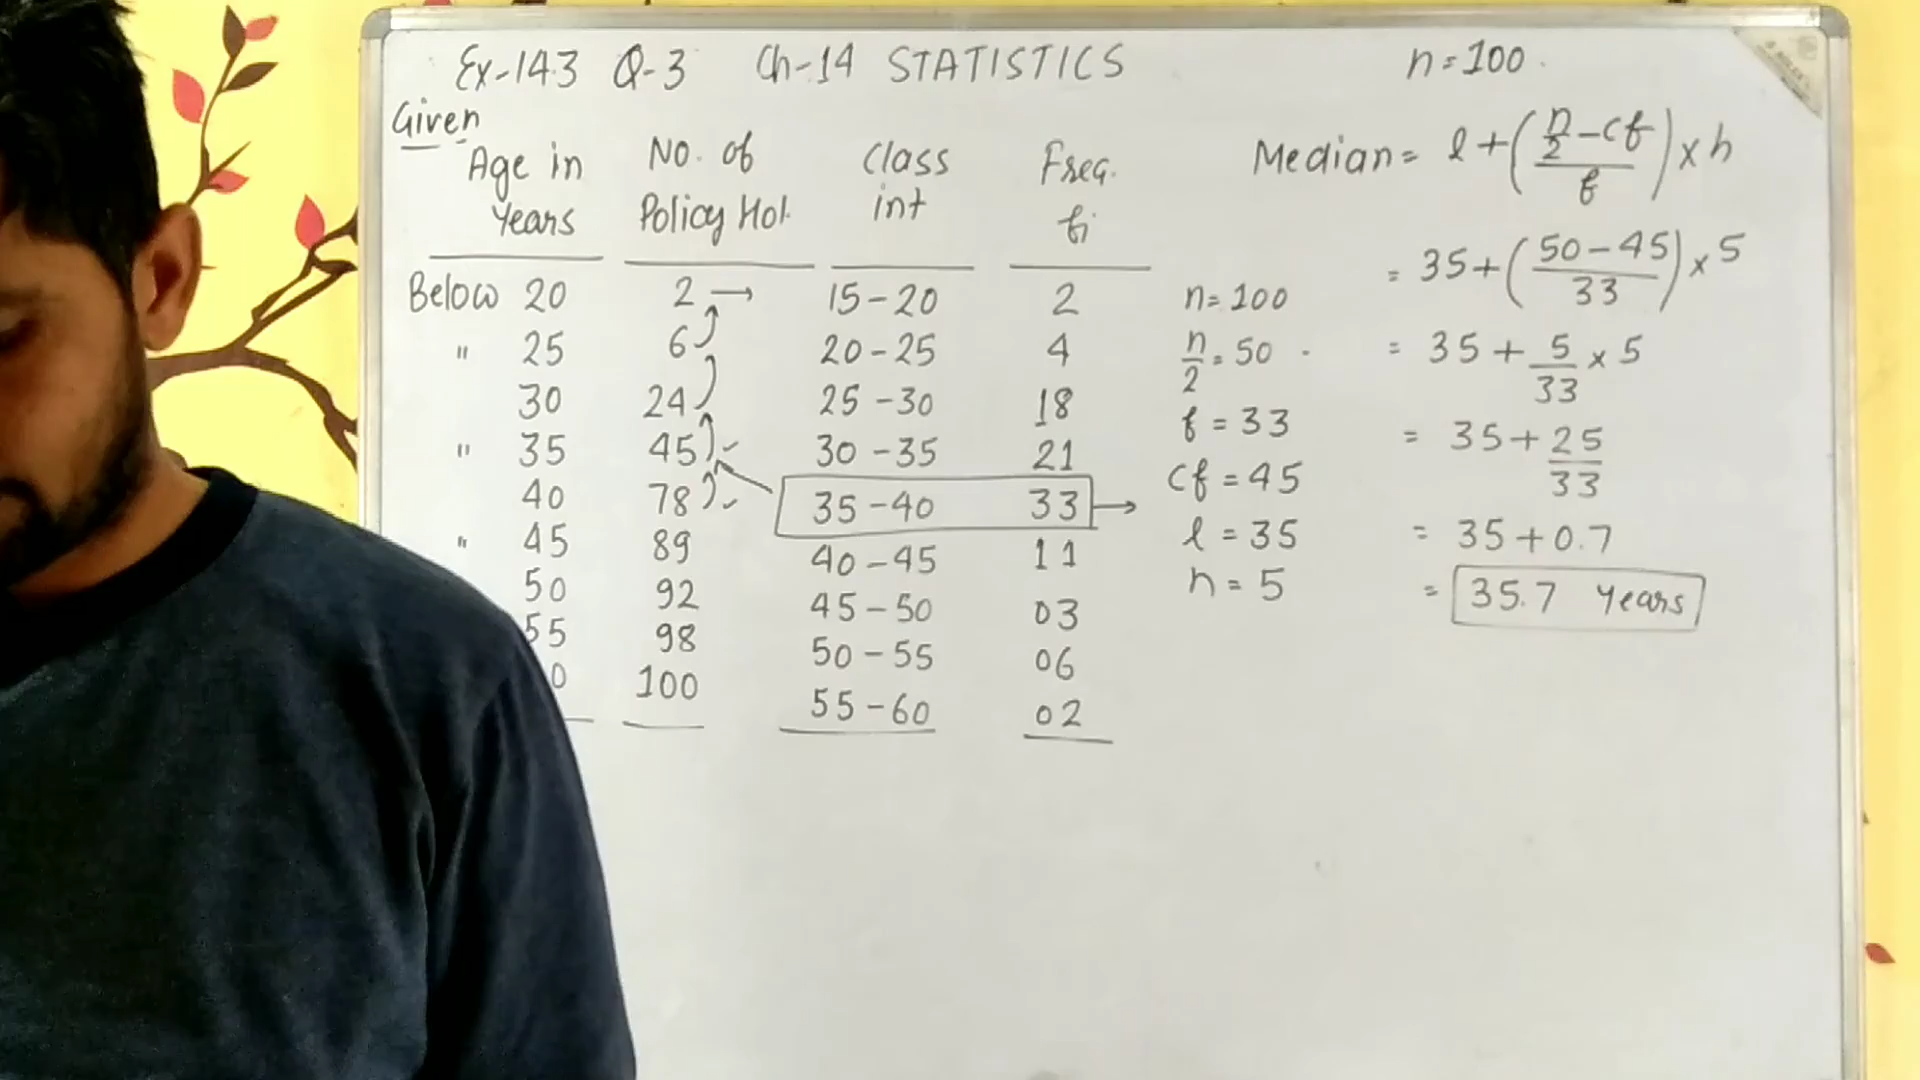 Ex-14.3 Q-3 Ch-14 STATISTICS n=100
Given
Age in Years No. of Policy Hol. Class int Freq. fi
Below 20 2 → 15-20 2
" 25 6 20-25 4
30 24 25-30 18
" 35 45 30-35 21
40 78 35-40 33 →
" 45 89 40-45 11
50 92 45-50 03
55 98 50-55 06
0 100 55-60 02
n=100
n/2 = 50
f = 33
cf = 45
l = 35
h = 5
Median = l + ( (n/2 - cf) / f ) × h
= 35 + ( (50-45) / 33 ) × 5
= 35 + 5/33 × 5
= 35 + 25/33
= 35 + 0.7
= 35.7 Years